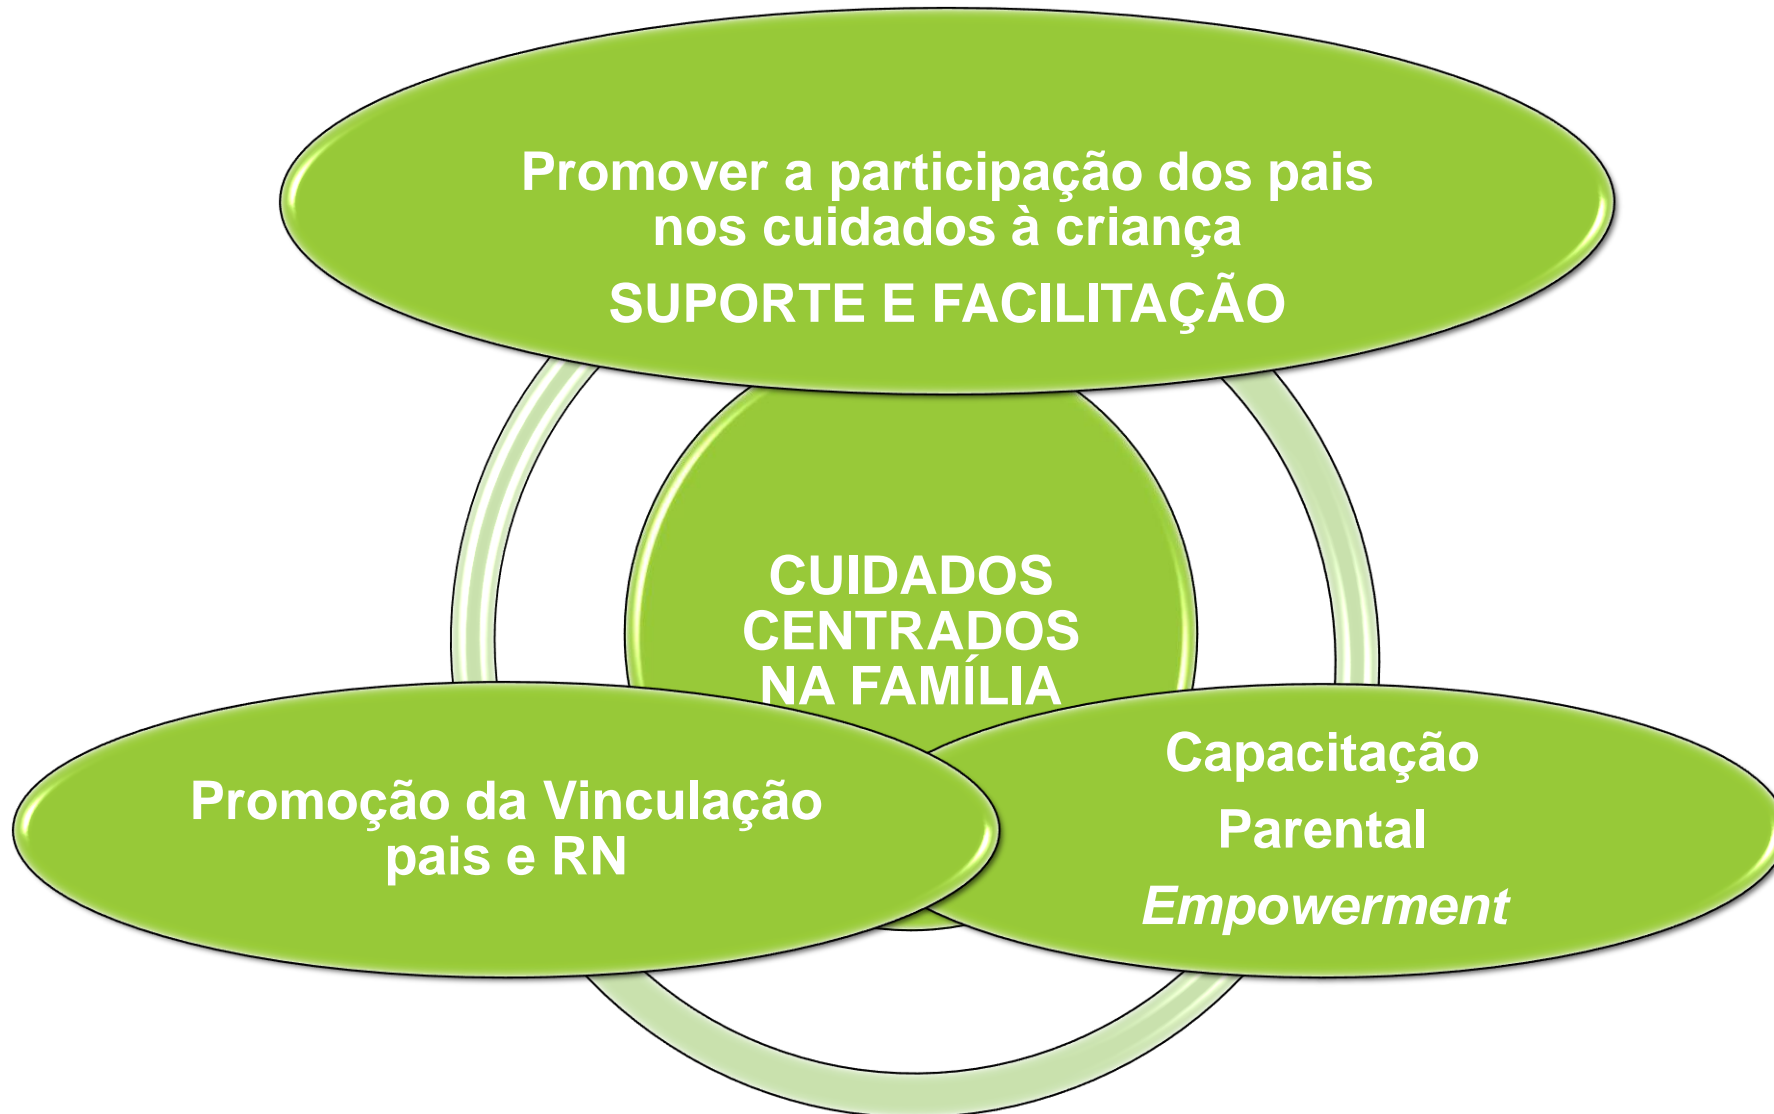 Promover a participação dos pais
nos cuidados à criança
SUPORTE E FACILITAÇÃO
CUIDADOS
CENTRADOS
NA FAMÍLIA
Promoção da Vinculação
pais e RN
Capacitação
Parental
Empowerment